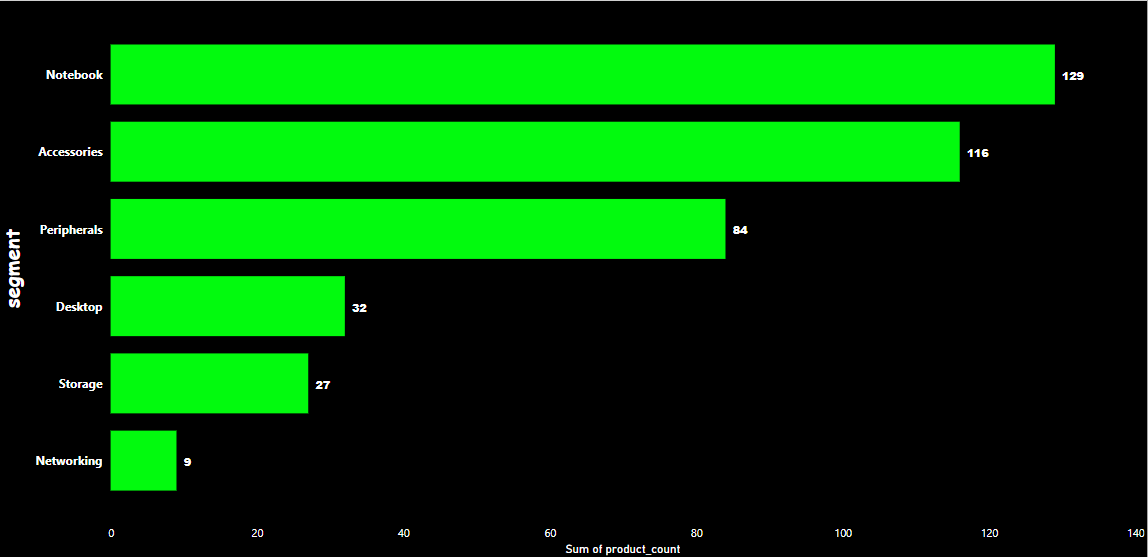 segment
Notebook 129
Accessories 116
Peripherals 84
Desktop 32
Storage 27
Networking 9
0 20 40 60 80 100 120 140
Sum of product_count